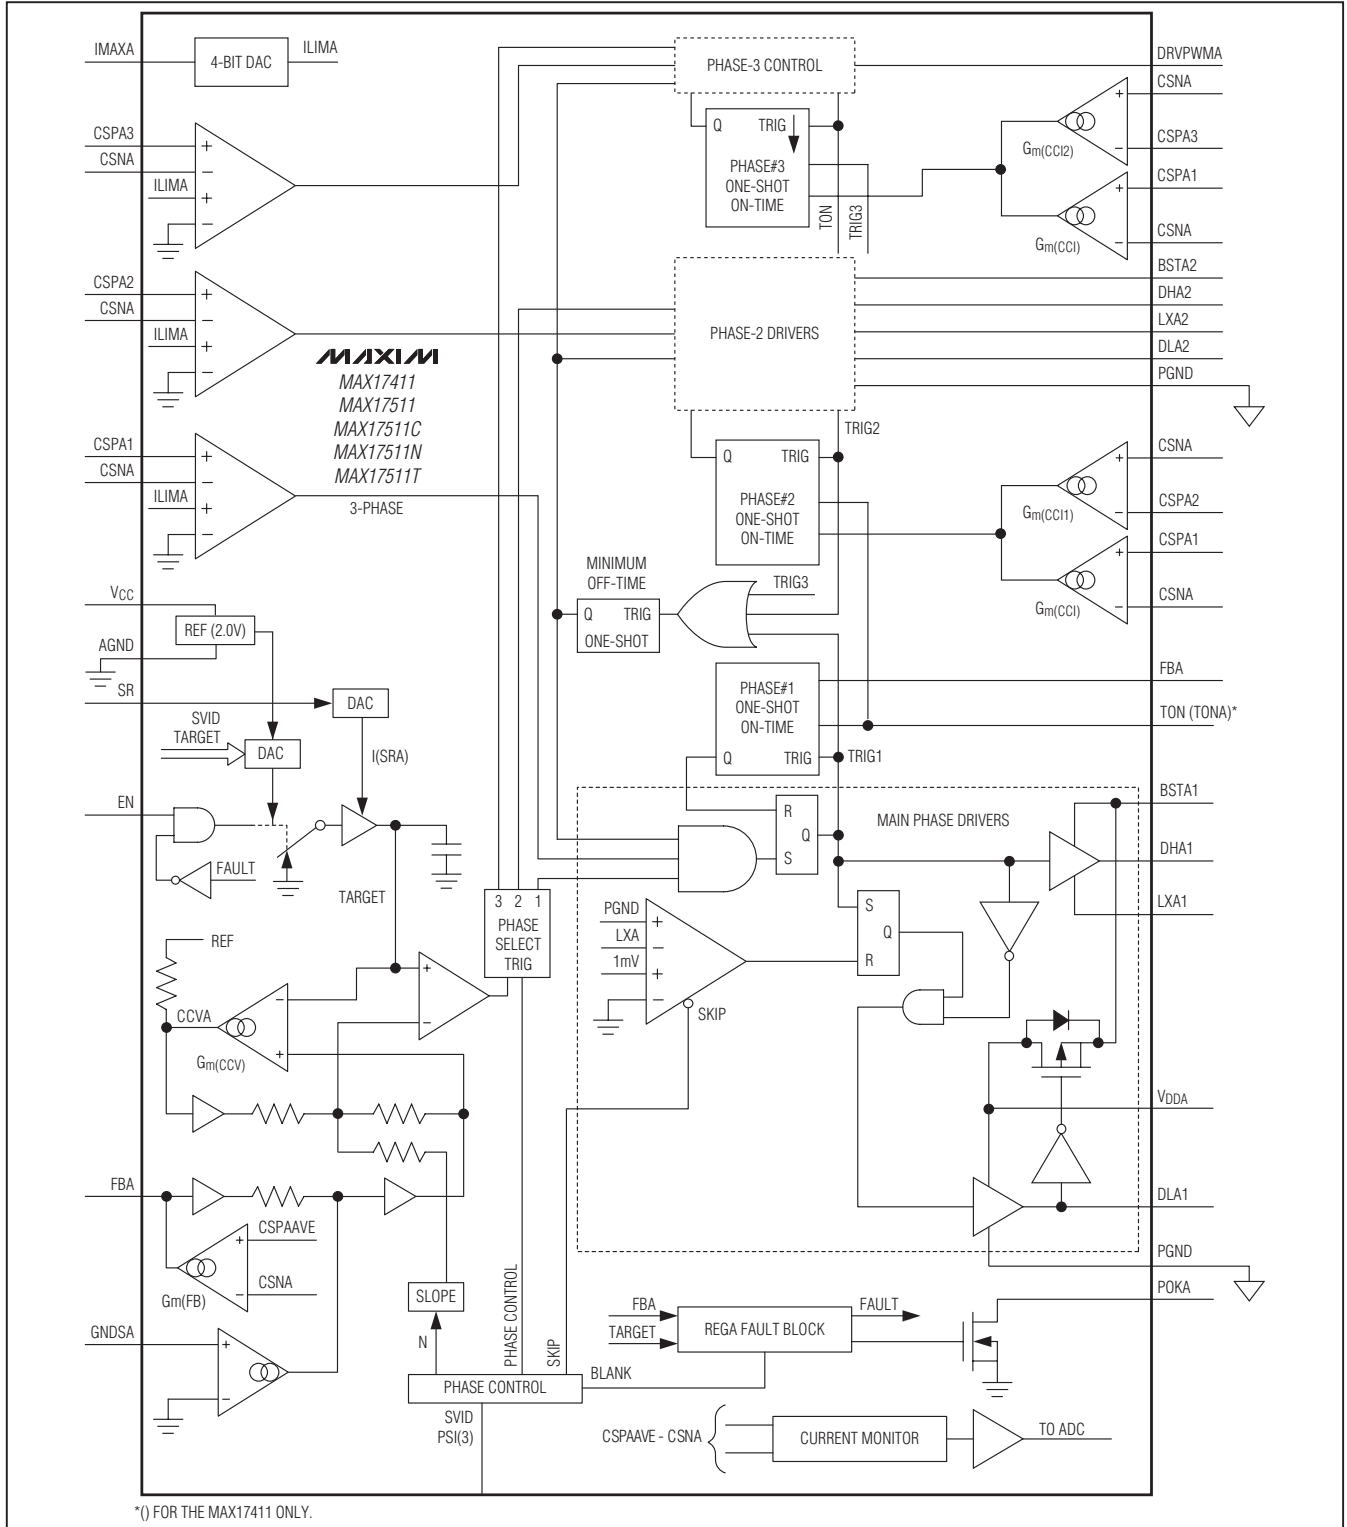 IMAXA
4-BIT DAC
ILIMA
PHASE-3 CONTROL
DRVPWMA
CSNA
CSPA3
CSNA
ILIMA
+
−
+
−
Q
TRIG
PHASE#3
ONE-SHOT
ON-TIME
TON
TRIG3
Gm(CCI2)
+
−
CSPA3
CSPA1
Gm(CCI)
+
−
CSNA
CSPA2
CSNA
ILIMA
+
−
+
−
PHASE-2 DRIVERS
BSTA2
DHA2
LXA2
DLA2
PGND
MAXIM
MAX17411
MAX17511
MAX17511C
MAX17511N
MAX17511T
3-PHASE
CSPA1
CSNA
ILIMA
+
−
+
−
TRIG2
Q
TRIG
PHASE#2
ONE-SHOT
ON-TIME
CSNA
+
−
Gm(CCI1)
CSPA2
CSPA1
+
−
Gm(CCI)
CSNA
MINIMUM
OFF-TIME
Q
TRIG
ONE-SHOT
TRIG3
VCC
REF (2.0V)
AGND
SR
DAC
SVID
TARGET
DAC
I(SRA)
PHASE#1
ONE-SHOT
ON-TIME
Q
TRIG
TRIG1
FBA
TON (TONA)*
EN
FAULT
TARGET
R
Q
S
MAIN PHASE DRIVERS
BSTA1
DHA1
LXA1
3 2 1
PHASE
SELECT
TRIG
PGND
LXA
1mV
+
−
+
−
SKIP
S
Q
R
REF
CCVA
−
+
Gm(CCV)
+
−
VDDA
DLA1
PGND
FBA
CSPAAVE
CSNA
+
−
Gm(FB)
GNDSA
+
−
SLOPE
N
PHASE CONTROL
SKIP
PHASE CONTROL
BLANK
SVID
PSI(3)
FBA
TARGET
REGA FAULT BLOCK
FAULT
POKA
CSPAAVE - CSNA
CURRENT MONITOR
TO ADC
*() FOR THE MAX17411 ONLY.